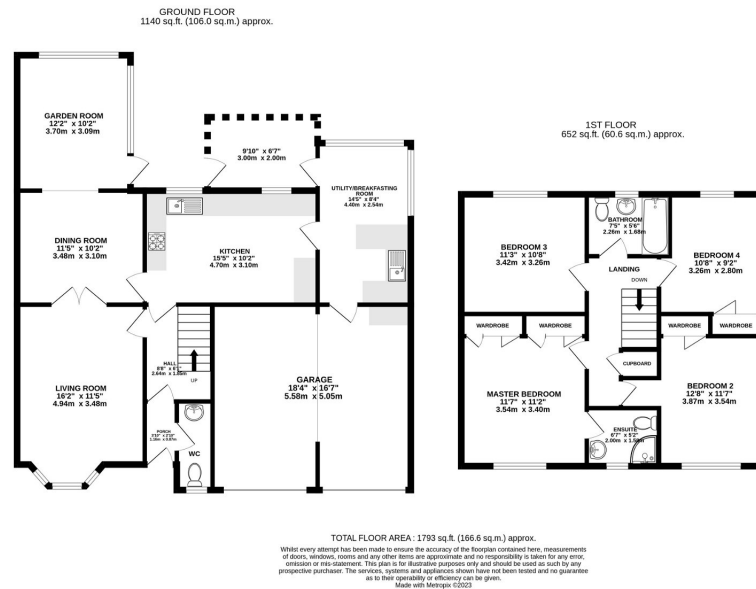 GROUND FLOOR
1140 sq.ft. (106.0 sq.m.) approx.
GARDEN ROOM
12'2" x 10'2"
3.70m x 3.09m
9'10" x 6'7"
3.00m x 2.00m
UTILITY/BREAKFASTING
ROOM
14'5" x 8'4"
4.40m x 2.54m
DINING ROOM
11'5" x 10'2"
3.48m x 3.10m
KITCHEN
15'5" x 10'2"
4.70m x 3.10m
LIVING ROOM
16'2" x 11'5"
4.94m x 3.48m
HALL
UP
GARAGE
18'4" x 16'7"
5.58m x 5.05m
PORCH
WC
1ST FLOOR
652 sq.ft. (60.6 sq.m.) approx.
BEDROOM 3
11'3" x 10'8"
3.42m x 3.26m
BATHROOM
7'5" x 5'6"
2.26m x 1.68m
BEDROOM 4
10'8" x 9'2"
3.26m x 2.80m
LANDING
DOWN
WARDROBE
WARDROBE
WARDROBE
WARDROBE
CUPBOARD
MASTER BEDROOM
11'7" x 11'2"
3.54m x 3.40m
BEDROOM 2
12'8" x 11'7"
3.87m x 3.54m
ENSUITE
6'7" x 5'2"
TOTAL FLOOR AREA : 1793 sq.ft. (166.6 sq.m.) approx.
Whilst every attempt has been made to ensure the accuracy of the floorplan contained here, measurements
of doors, windows, rooms and any other items are approximate and no responsibility is taken for any error,
omission or mis-statement. This plan is for illustrative purposes only and should be used as such by any
prospective purchaser. The services, systems and appliances shown have not been tested and no guarantee
as to their operability or efficiency can be given.
Made with Metropix ©2023